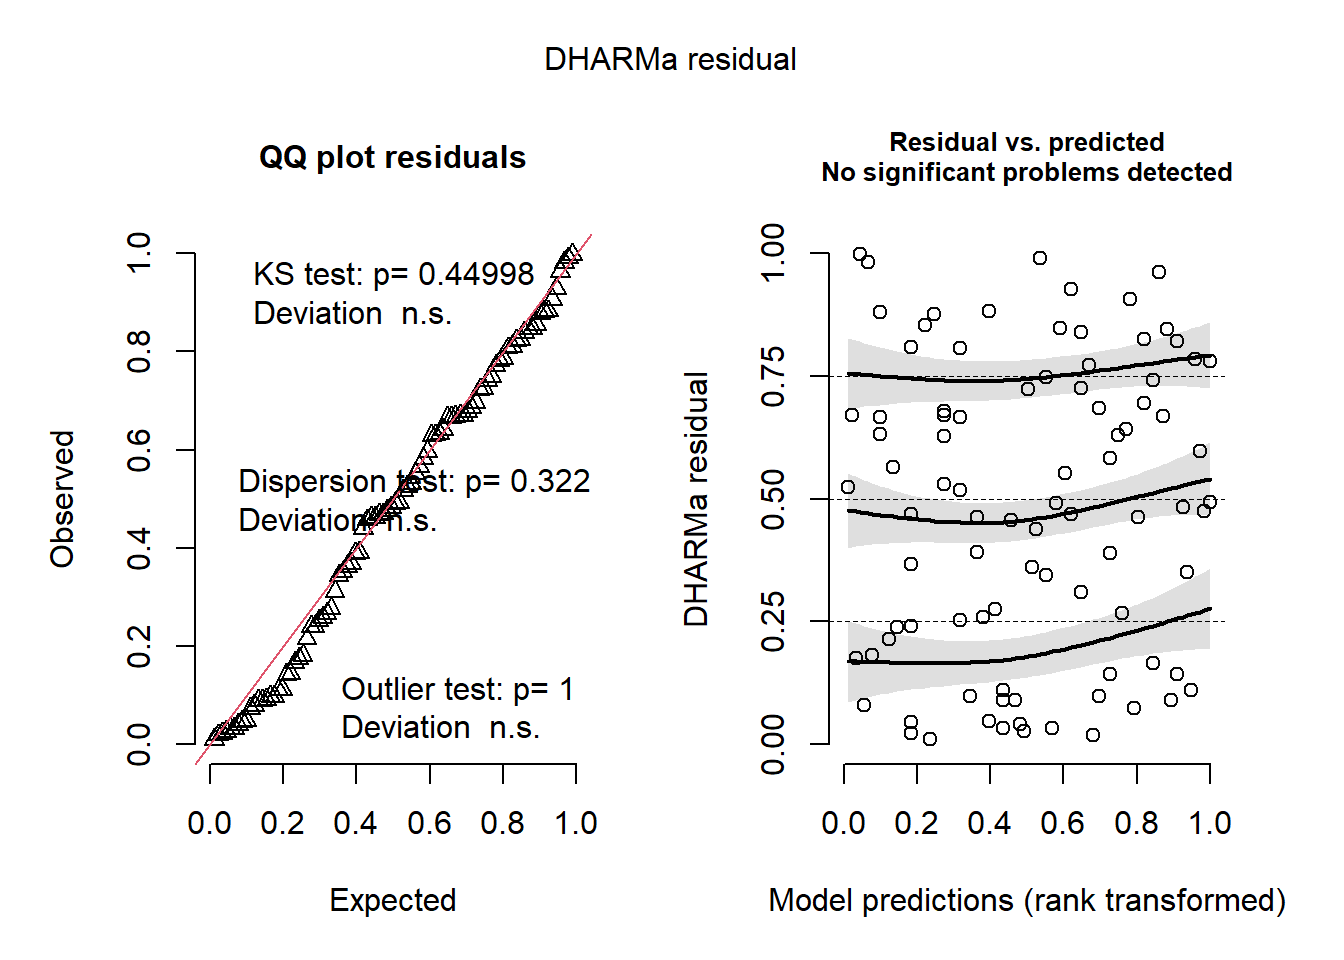 DHARMa residual
QQ plot residuals
KS test: p= 0.44998
Deviation  n.s.
Dispersion test: p= 0.322
Deviation  n.s.
Outlier test: p= 1
Deviation  n.s.
Observed
0.0 0.2 0.4 0.6 0.8 1.0
0.0 0.2 0.4 0.6 0.8 1.0
Expected
Residual vs. predicted
No significant problems detected
DHARMa residual
0.00 0.25 0.50 0.75 1.00
0.0 0.2 0.4 0.6 0.8 1.0
Model predictions (rank transformed)